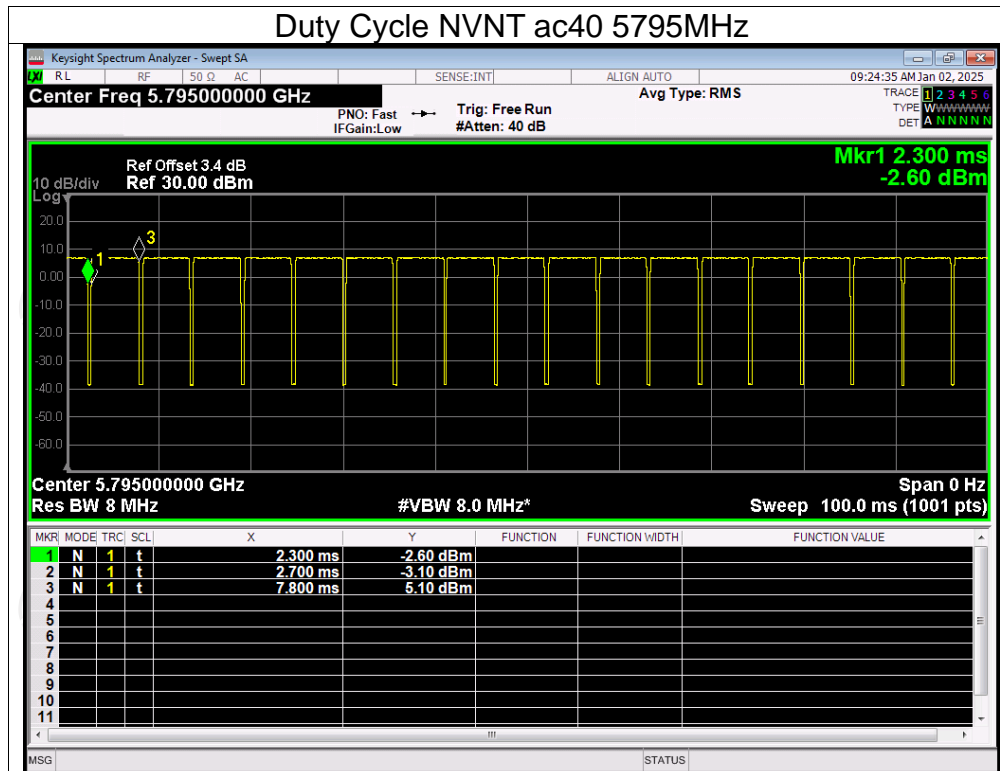 Duty Cycle NVNT ac40 5795MHz
Keysight Spectrum Analyzer - Swept SA
LXI RL RF 50 Ω AC SENSE:INT ALIGN AUTO 09:24:35 AM Jan 02, 2025
Center Freq 5.795000000 GHz Avg Type: RMS TRACE 1 2 3 4 5 6
PNO: Fast Trig: Free Run TYPE WWWWWW
IFGain:Low #Atten: 40 dB DET A N N N N N
Mkr1 2.300 ms
Ref Offset 3.4 dB
10 dB/div Ref 30.00 dBm -2.60 dBm
Log
20.0
3
10.0
1
0.00
-10.0
-20.0
-30.0
-40.0
-50.0
-60.0
Center 5.795000000 GHz Span 0 Hz
Res BW 8 MHz #VBW 8.0 MHz* Sweep 100.0 ms (1001 pts)
MKR MODE TRC SCL X Y FUNCTION FUNCTION WIDTH FUNCTION VALUE
1 N 1 t 2.300 ms -2.60 dBm
2 N 1 t 2.700 ms -3.10 dBm
3 N 1 t 7.800 ms 5.10 dBm
4
5
6
7
8
9
10
11
MSG STATUS